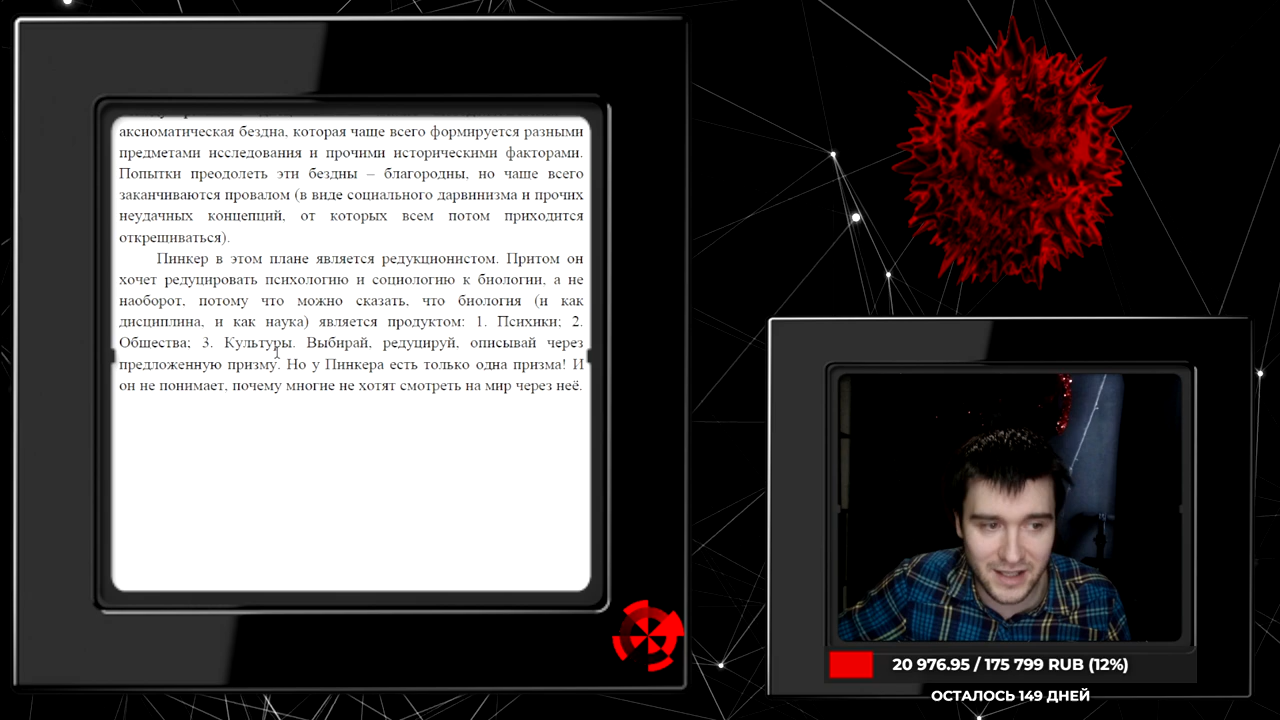 аксиоматическая бездна, которая чаще всего формируется разными
предметами исследования и прочими историческими факторами.
Попытки преодолеть эти бездны – благородны, но чаще всего
заканчиваются провалом (в виде социального дарвинизма и прочих
неудачных концепций, от которых всем потом приходится
открещиваться).
Пинкер в этом плане является редукционистом. Притом он
хочет редуцировать психологию и социологию к биологии, а не
наоборот, потому что можно сказать, что биология (и как
дисциплина, и как наука) является продуктом: 1. Психики; 2.
Общества; 3. Культуры. Выбирай, редуцируй, описывай через
предложенную призму. Но у Пинкера есть только одна призма! И
он не понимает, почему многие не хотят смотреть на мир через неё.
20 976.95 / 175 799 RUB (12%)
ОСТАЛОСЬ 149 ДНЕЙ